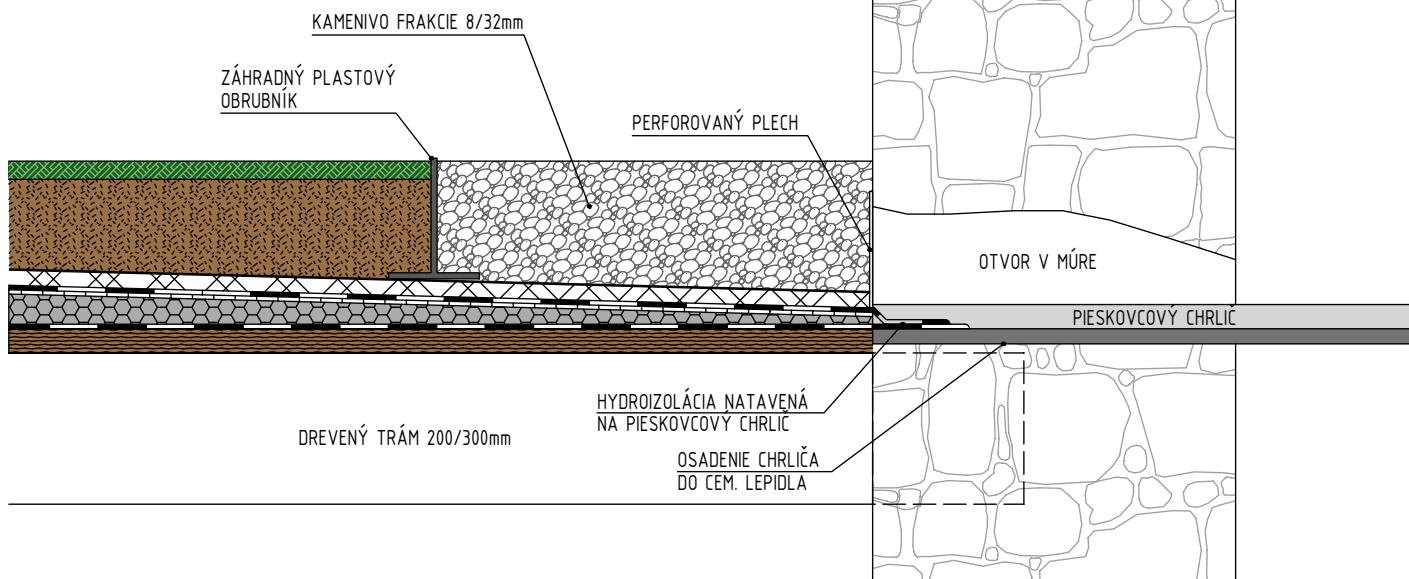 KAMENIVO FRAKCIE 8/32mm
ZÁHRADNÝ PLASTOVÝ
OBRUBNÍK
PERFOROVANÝ PLECH
OTVOR V MÚRE
PIESKOVCOVÝ CHRLIČ
HYDROIZOLÁCIA NATAVENÁ
NA PIESKOVCOVÝ CHRLIČ
DREVENÝ TRÁM 200/300mm
OSADENIE CHRLIČA
DO CEM. LEPIDLA